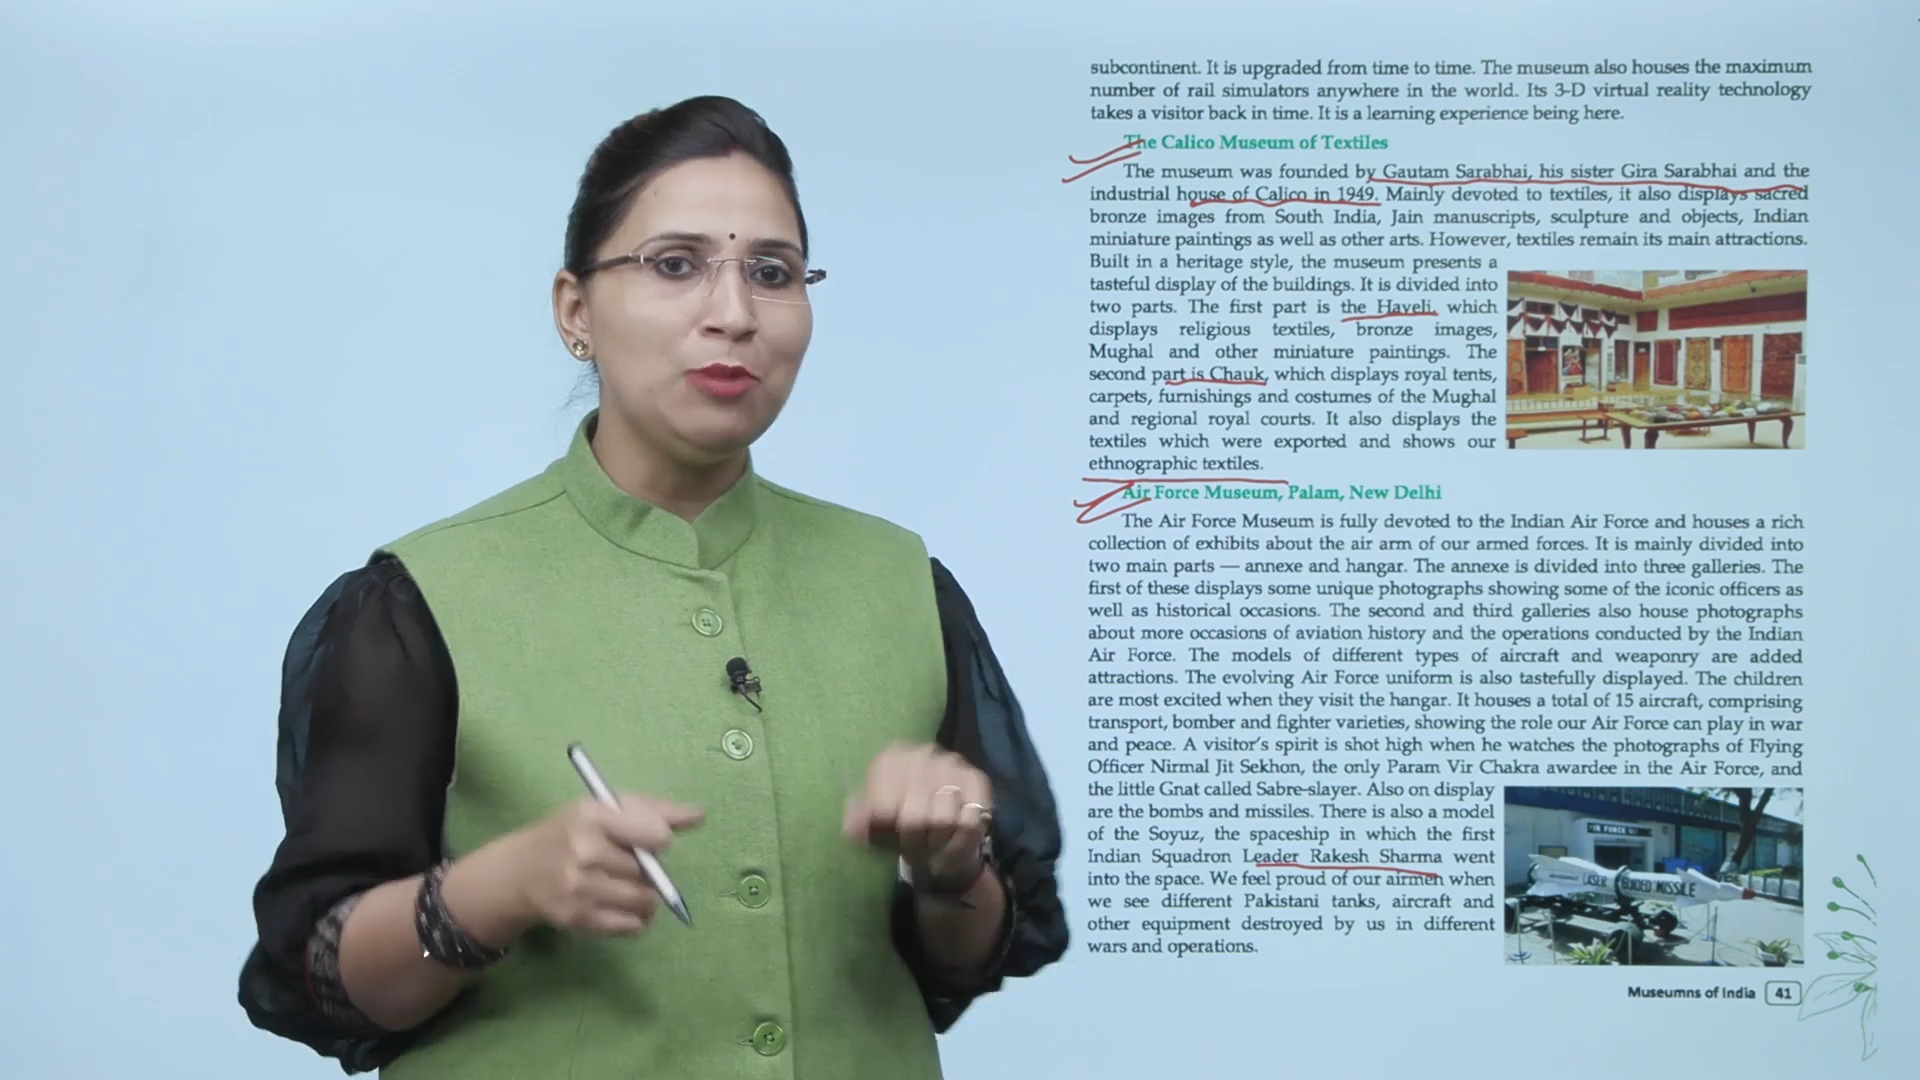 subcontinent. It is upgraded from time to time. The museum also houses the maximum
number of rail simulators anywhere in the world. Its 3-D virtual reality technology
takes a visitor back in time. It is a learning experience being here.
The Calico Museum of Textiles
The museum was founded by Gautam Sarabhai, his sister Gira Sarabhai and the
industrial house of Calico in 1949. Mainly devoted to textiles, it also displays sacred
bronze images from South India, Jain manuscripts, sculpture and objects, Indian
miniature paintings as well as other arts. However, textiles remain its main attractions.
Built in a heritage style, the museum presents a
tasteful display of the buildings. It is divided into
two parts. The first part is the Haveli, which
displays religious textiles, bronze images,
Mughal and other miniature paintings. The
second part is Chauk, which displays royal tents,
carpets, furnishings and costumes of the Mughal
and regional royal courts. It also displays the
textiles which were exported and shows our
ethnographic textiles.
Air Force Museum, Palam, New Delhi
The Air Force Museum is fully devoted to the Indian Air Force and houses a rich
collection of exhibits about the air arm of our armed forces. It is mainly divided into
two main parts — annexe and hangar. The annexe is divided into three galleries. The
first of these displays some unique photographs showing some of the iconic officers as
well as historical occasions. The second and third galleries also house photographs
about more occasions of aviation history and the operations conducted by the Indian
Air Force. The models of different types of aircraft and weaponry are added
attractions. The evolving Air Force uniform is also tastefully displayed. The children
are most excited when they visit the hangar. It houses a total of 15 aircraft, comprising
transport, bomber and fighter varieties, showing the role our Air Force can play in war
and peace. A visitor's spirit is shot high when he watches the photographs of Flying
Officer Nirmal Jit Sekhon, the only Param Vir Chakra awardee in the Air Force, and
the little Gnat called Sabre-slayer. Also on display
are the bombs and missiles. There is also a model
of the Soyuz, the spaceship in which the first
Indian Squadron Leader Rakesh Sharma went
into the space. We feel proud of our airmen when
we see different Pakistani tanks, aircraft and
other equipment destroyed by us in different
wars and operations.
AIR FORCE
LASER GUIDED MISSILE
Museumns of India 41